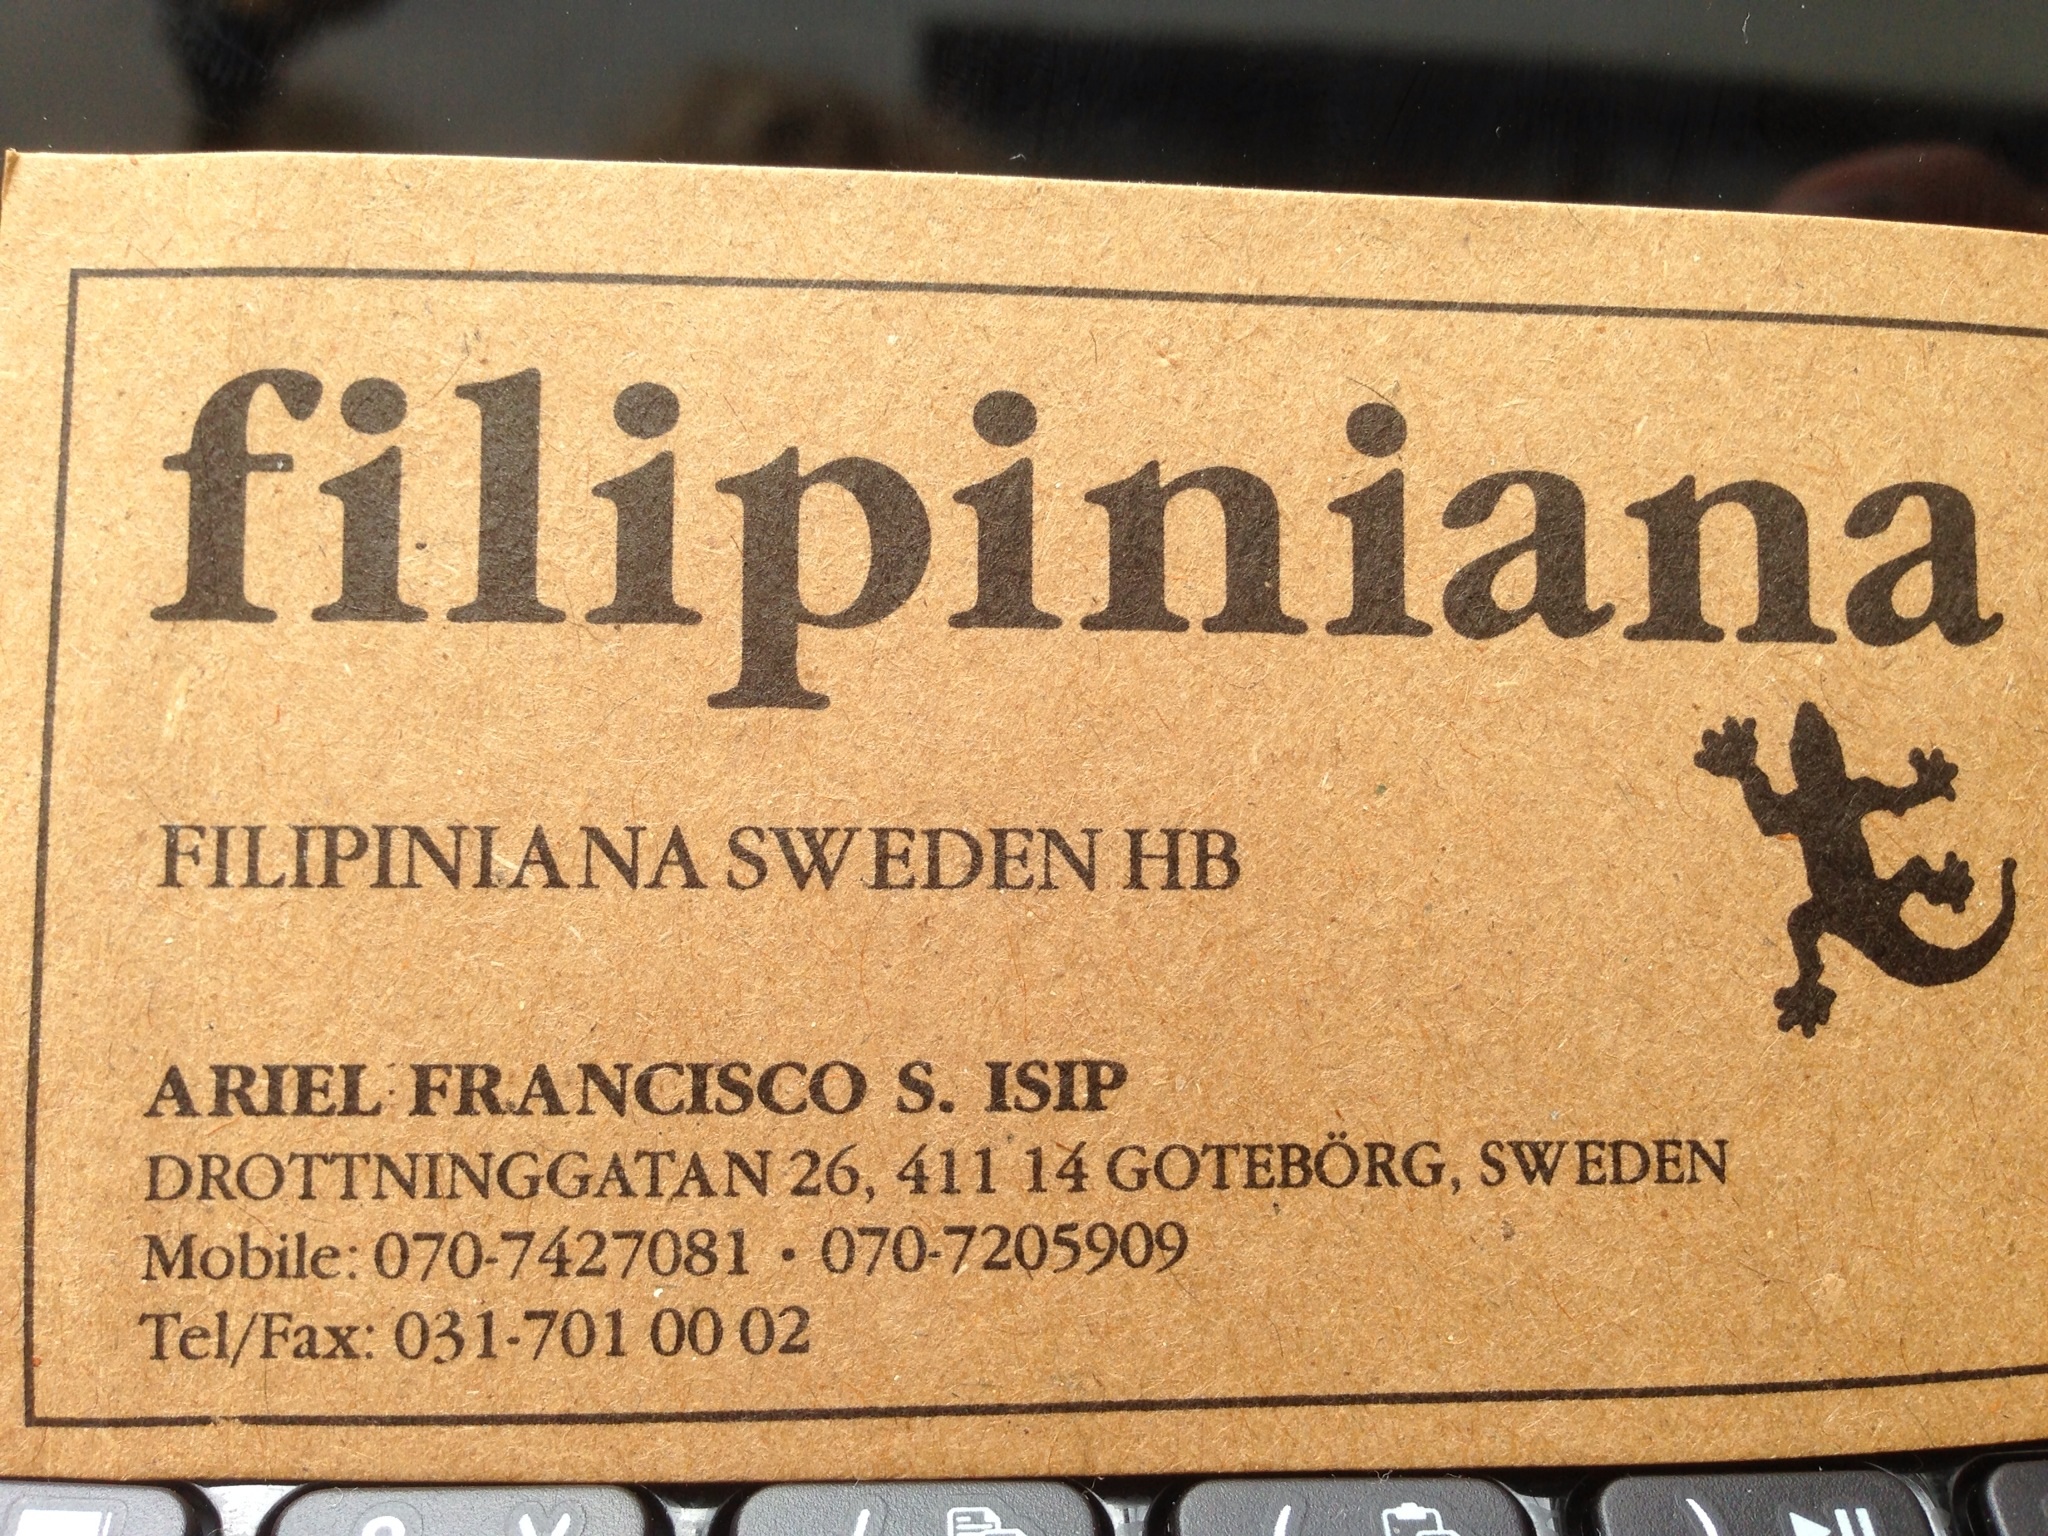 filipiniana
FILIPINIANA SWEDEN HB
ARIEL FRANCISCO S. ISIP
DROTTNINGGATAN 26, 411 14 GOTEBÖRG, SWEDEN
Mobile: 070-7427081 • 070-7205909
Tel/Fax: 031-701 00 02